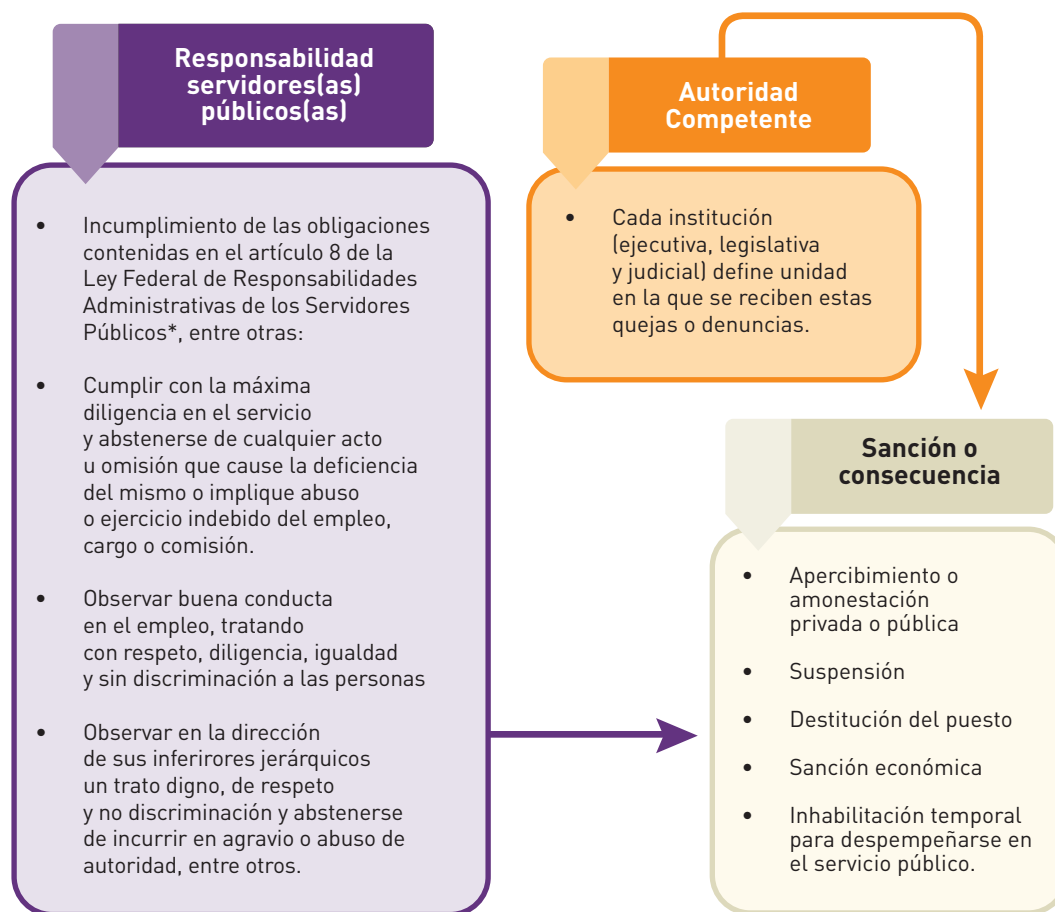 Responsabilidad
servidores(as)
públicos(as)
• Incumplimiento de las obligaciones
contenidas en el artículo 8 de la
Ley Federal de Responsabilidades
Administrativas de los Servidores
Públicos*, entre otras:
• Cumplir con la máxima
diligencia en el servicio
y abstenerse de cualquier acto
u omisión que cause la deficiencia
del mismo o implique abuso
o ejercicio indebido del empleo,
cargo o comisión.
• Observar buena conducta
en el empleo, tratando
con respeto, diligencia, igualdad
y sin discriminación a las personas
• Observar en la dirección
de sus inferirores jerárquicos
un trato digno, de respeto
y no discriminación y abstenerse
de incurrir en agravio o abuso de
autoridad, entre otros.
Autoridad
Competente
• Cada institución
(ejecutiva, legislativa
y judicial) define unidad
en la que se reciben estas
quejas o denuncias.
Sanción o
consecuencia
• Apercibimiento o
amonestación
privada o pública
• Suspensión
• Destitución del puesto
• Sanción económica
• Inhabilitación temporal
para despempeñarse en
el servicio público.